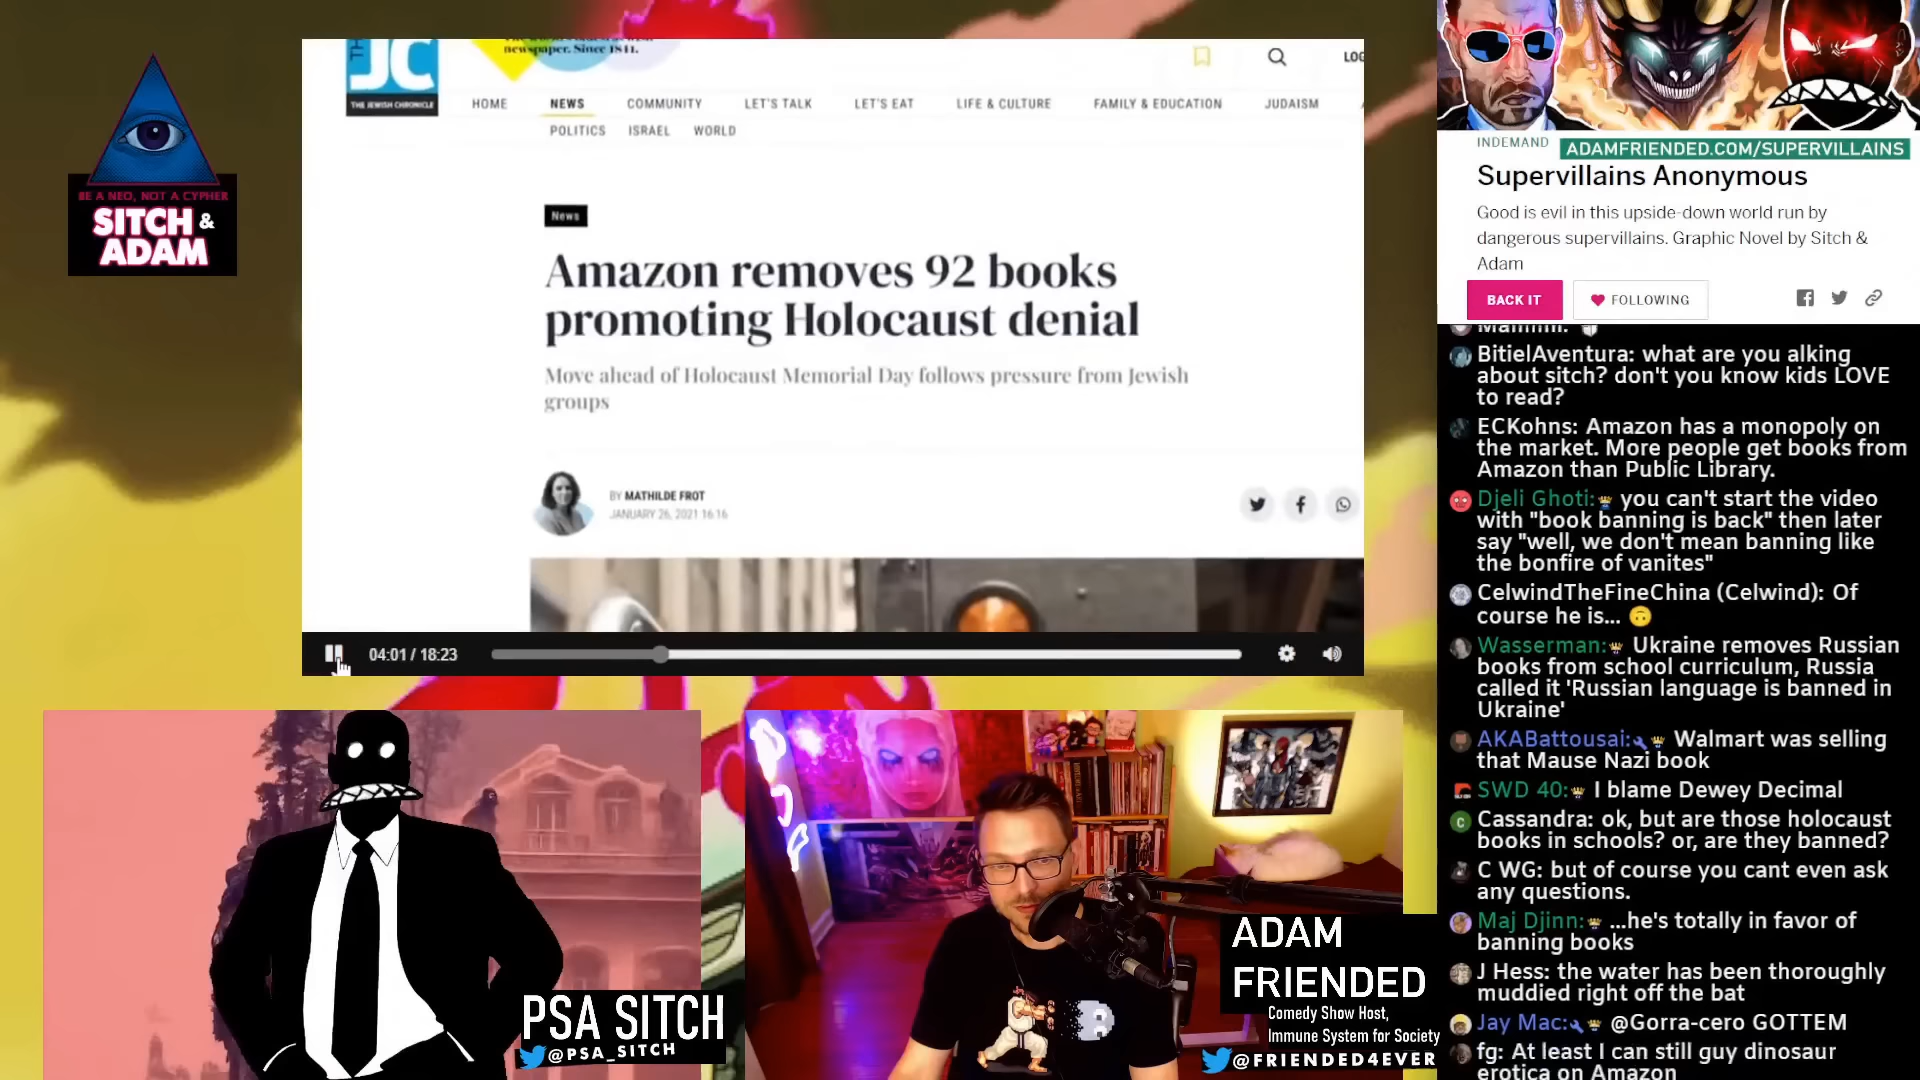 BE A NEO, NOT A CYPHER
SITCH &
ADAM
JC
THE JEWISH CHRONICLE
newspaper. Since 1841.
LOG
HOME
NEWS
COMMUNITY
LET'S TALK
LET'S EAT
LIFE & CULTURE
FAMILY & EDUCATION
JUDAISM
POLITICS
ISRAEL
WORLD
News
Amazon removes 92 books
promoting Holocaust denial
Move ahead of Holocaust Memorial Day follows pressure from Jewish
groups
BY MATHILDE FROT
JANUARY 26, 2021 16:16
04:01 / 18:23
PSA SITCH
@PSA_SITCH
ADAM
FRIENDED
Comedy Show Host,
Immune System for Society
@FRIENDED4EVER
INDEMAND
ADAMFRIENDED.COM/SUPERVILLAINS
Supervillains Anonymous
Good is evil in this upside-down world run by
dangerous supervillains. Graphic Novel by Sitch &
Adam
BACK IT
FOLLOWING
BitielAventura: what are you alking
about sitch? don't you know kids LOVE
to read?
ECKohns: Amazon has a monopoly on
the market. More people get books from
Amazon than Public Library.
Djeli Ghoti: you can't start the video
with "book banning is back" then later
say "well, we don't mean banning like
the bonfire of vanites"
CelwindTheFineChina (Celwind): Of
course he is...
Wasserman: Ukraine removes Russian
books from school curriculum, Russia
called it 'Russian language is banned in
Ukraine'
AKABattousai: Walmart was selling
that Mause Nazi book
SWD 40: I blame Dewey Decimal
Cassandra: ok, but are those holocaust
books in schools? or, are they banned?
C WG: but of course you cant even ask
any questions.
Maj Djinn: ...he's totally in favor of
banning books
J Hess: the water has been thoroughly
muddied right off the bat
Jay Mac: @Gorra-cero GOTTEM
fg: At least I can still guy dinosaur
erotica on Amazon